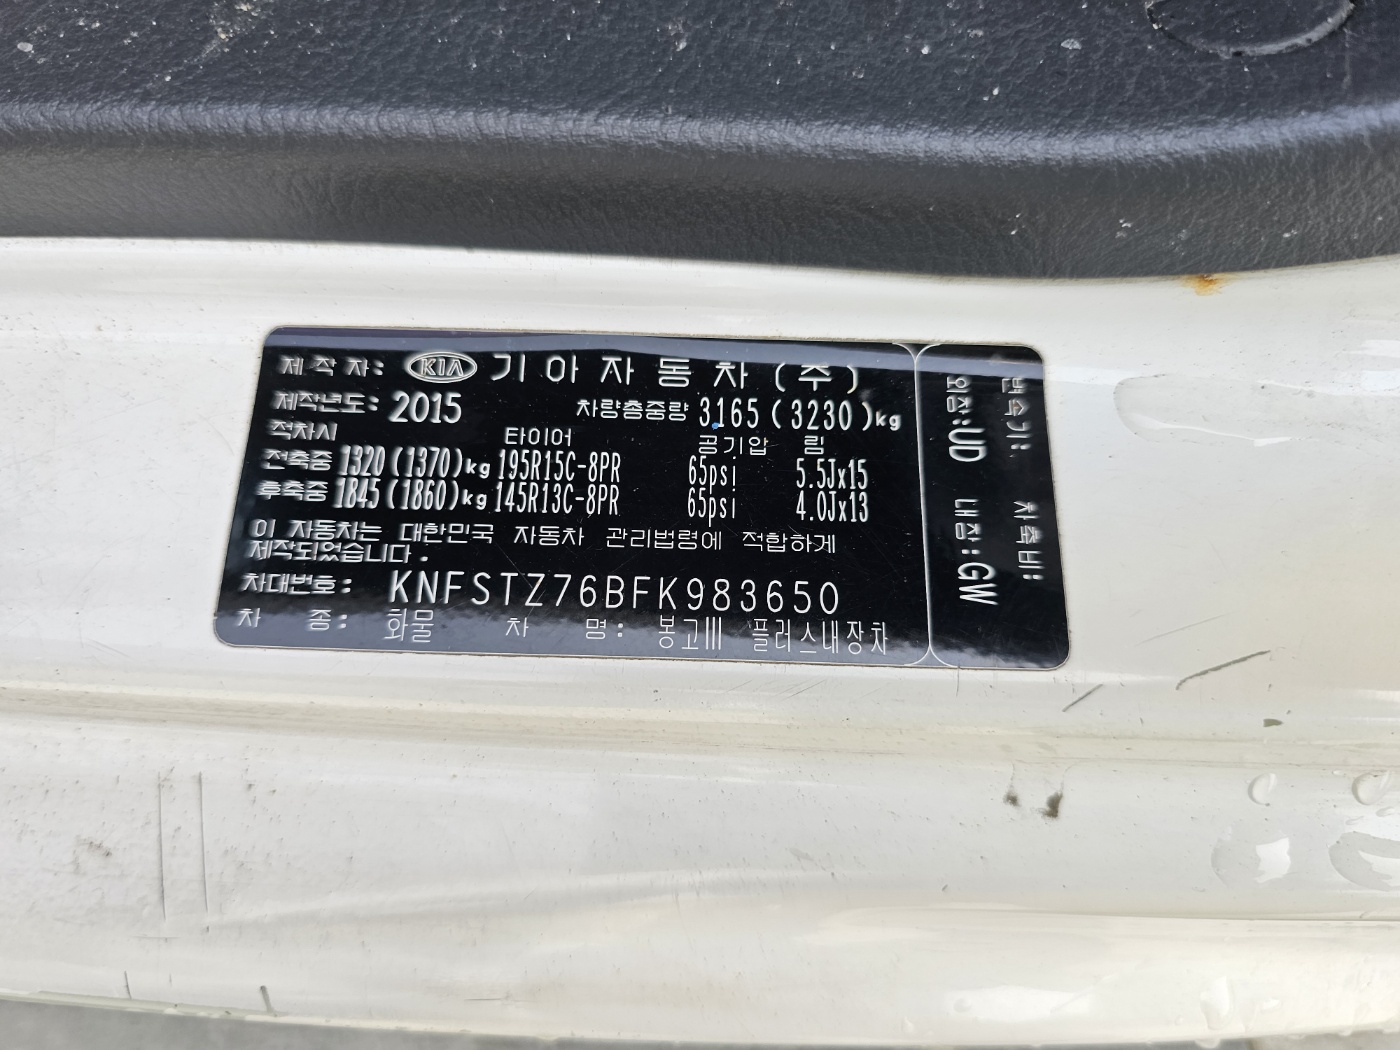 제작자: KIA 기아자동차(주)
제작년도: 2015 차량총중량 3165(3230)kg
적차시 타이어 공기압 림
전축중 1320(1370)kg 195R15C-8PR 65psi 5.5Jx15
후축중 1845(1860)kg 145R13C-8PR 65psi 4.0Jx13
이 자동차는 대한민국 자동차 관리법령에 적합하게
제작되었습니다.
차대번호: KNFSTZ76BFK983650
차 종: 화물 차 명: 봉고III 플러스내장차
변속기: 차축비:
외장:UD 내장:GW